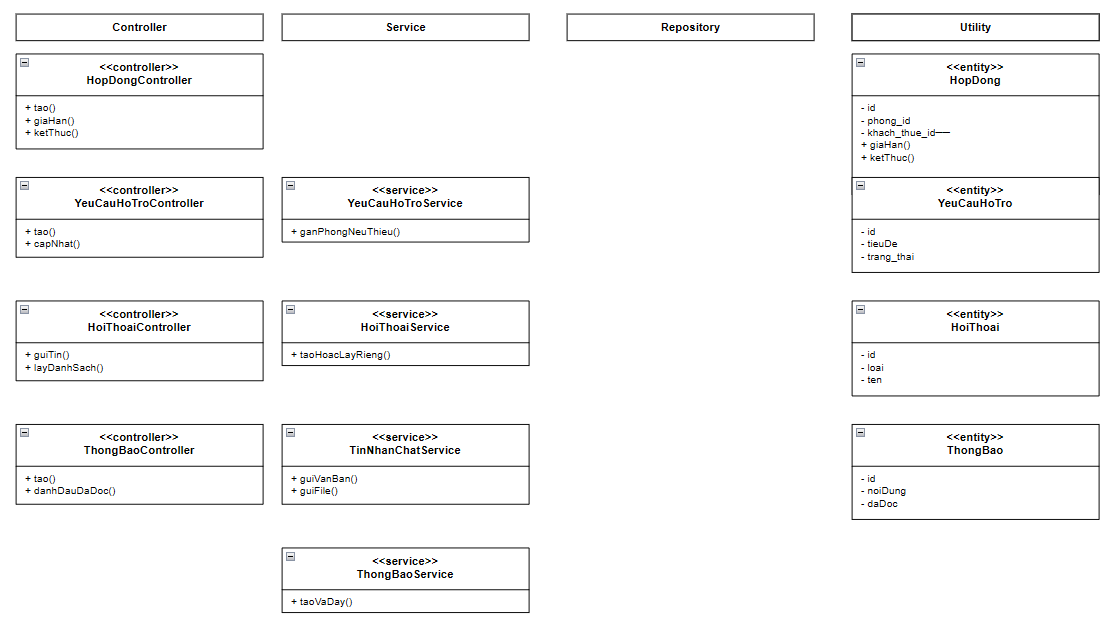 Controller
Service
Repository
Utility
<<controller>>
HopDongController
+ tao()
+ giaHan()
+ ketThuc()
<<entity>>
HopDong
- id
- phong_id
- khach_thue_id
+ giaHan()
+ ketThuc()
<<controller>>
YeuCauHoTroController
+ tao()
+ capNhat()
<<service>>
YeuCauHoTroService
+ ganPhongNeuThieu()
<<entity>>
YeuCauHoTro
- id
- tieuDe
- trang_thai
<<controller>>
HoiThoaiController
+ guiTin()
+ layDanhSach()
<<service>>
HoiThoaiService
+ taoHoacLayRieng()
<<entity>>
HoiThoai
- id
- loai
- ten
<<controller>>
ThongBaoController
+ tao()
+ danhDauDaDoc()
<<service>>
TinNhanChatService
+ guiVanBan()
+ guiFile()
<<entity>>
ThongBao
- id
- noiDung
- daDoc
<<service>>
ThongBaoService
+ taoVaDay()